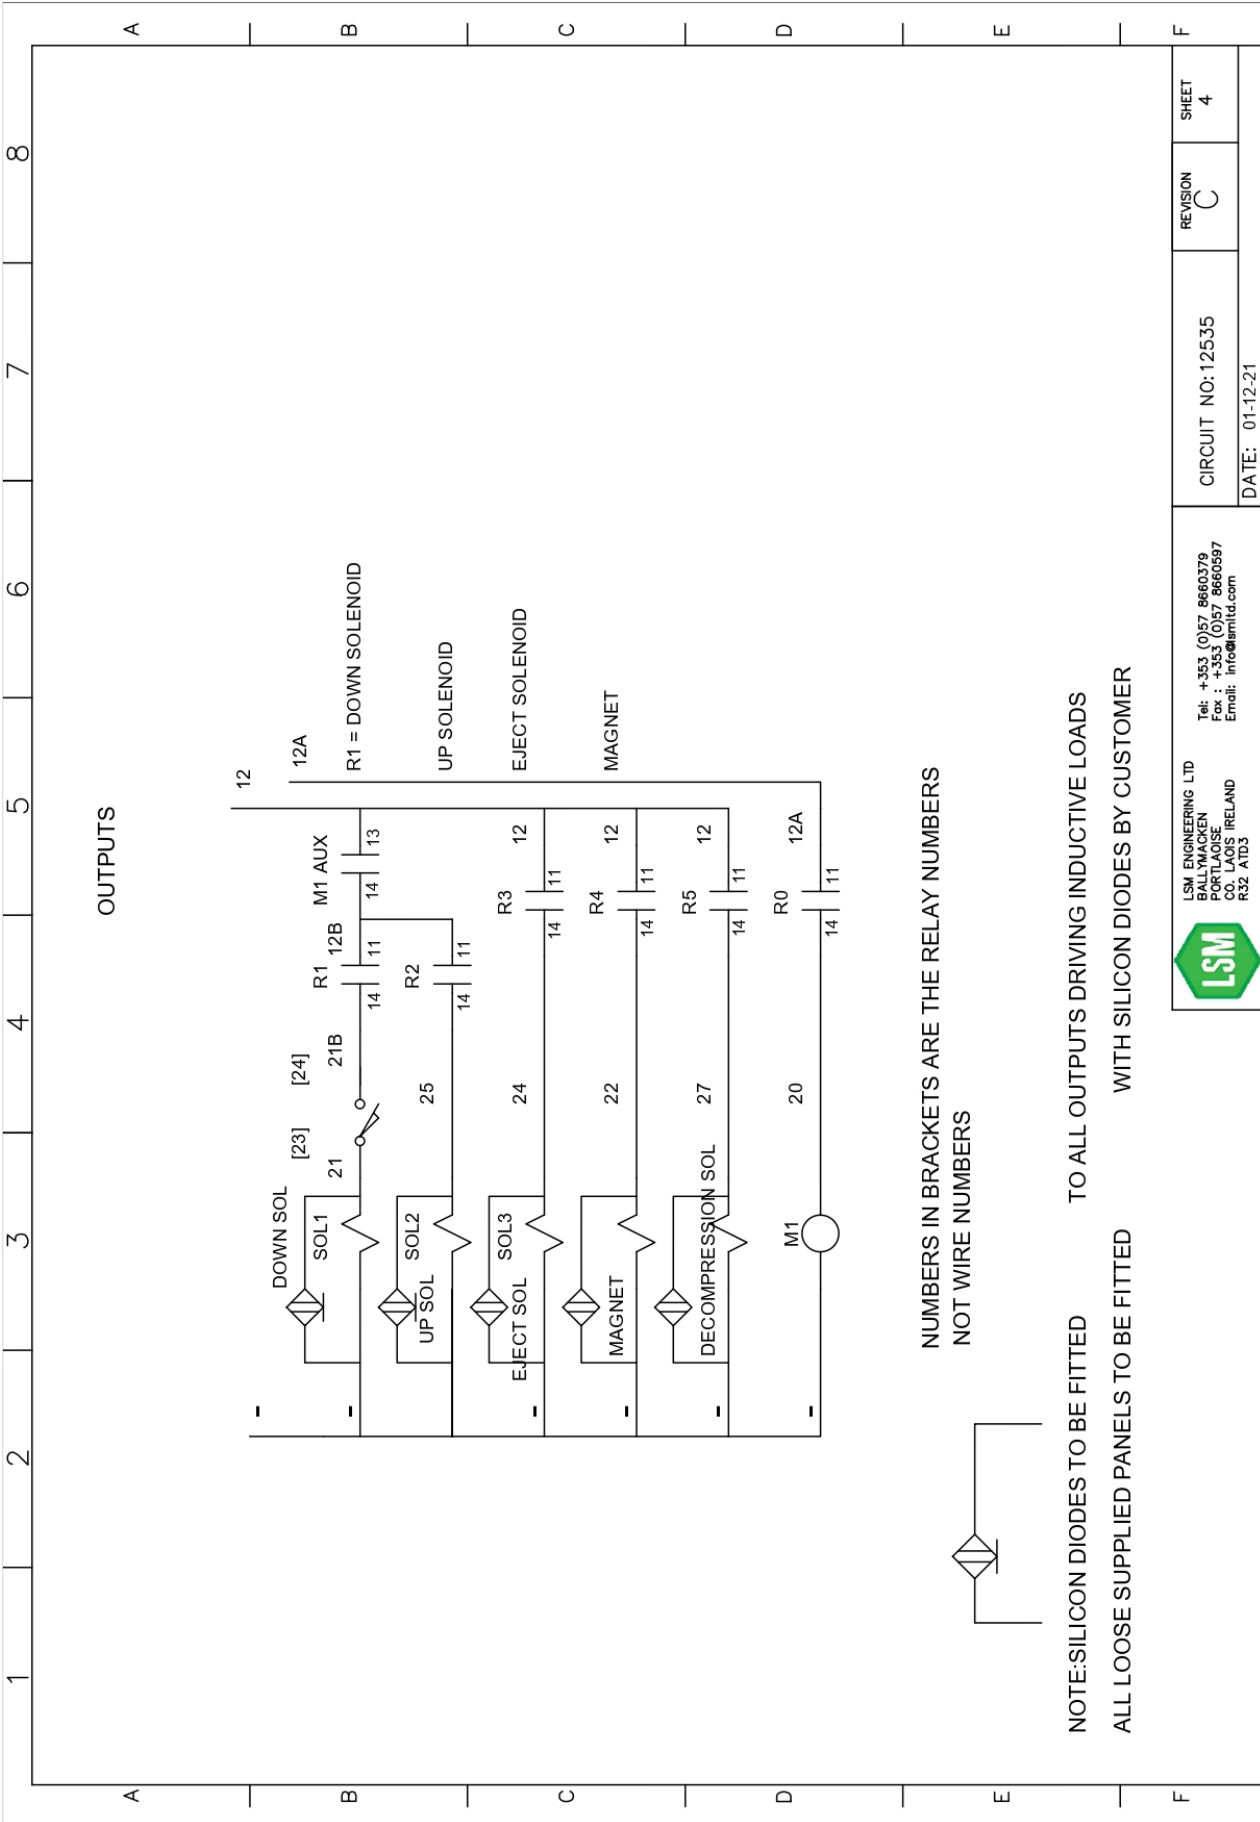 1 2 3 4 5 6 7 8
A A
B B
C C
D D
E E
F F
OUTPUTS
12
12A
DOWN SOL
[23] [24]
SOL1 21 21B R1 12B M1 AUX R1 = DOWN SOLENOID
14 11 14 13
SOL2 25 R2 UP SOLENOID
UP SOL
14 11
SOL3 24 R3 12 EJECT SOLENOID
EJECT SOL
14 11
MAGNET 22 R4 12 MAGNET
14 11
DECOMPRESSION SOL 27 R5 12
14 11
M1 20 R0 12A
14 11
- - - - - -
NUMBERS IN BRACKETS ARE THE RELAY NUMBERS
NOT WIRE NUMBERS
NOTE:SILICON DIODES TO BE FITTED TO ALL OUTPUTS DRIVING INDUCTIVE LOADS
ALL LOOSE SUPPLIED PANELS TO BE FITTED WITH SILICON DIODES BY CUSTOMER
LSM
LSM ENGINEERING LTD
BALLYMACKEN
PORTLAOISE
CO. LAOIS IRELAND
R32 ATD3
Tel: +353 (0)57 8660379
Fax : +353 (0)57 8660597
Email: info@lsmltd.com
CIRCUIT NO:12535
DATE: 01-12-21
REVISION
C
SHEET
4